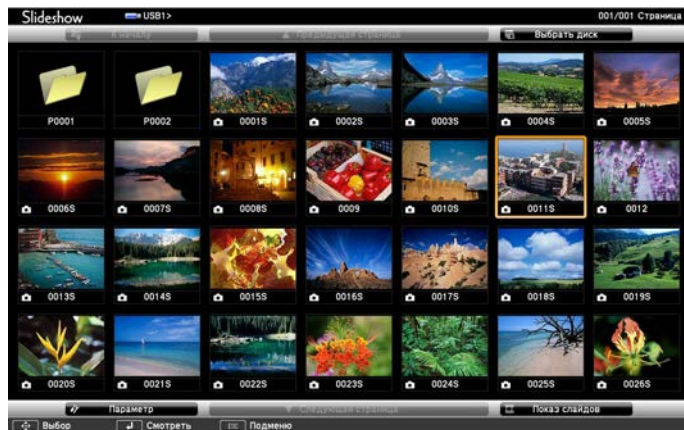 Slideshow USB1> 001/001 Страница
К началу Предыдущая страница Выбрать диск
P0001 P0002 0001S 0002S 0003S 0004S 0005S
0006S 0007S 0008S 0009 0010S 0011S 0012
0013S 0014S 0015S 0016S 0017S 0018S 0019S
0020S 0021S 0022S 0023S 0024S 0025S 0026S
Параметр Следующая страница Показ слайдов
Выбор Смотреть ESC Подменю